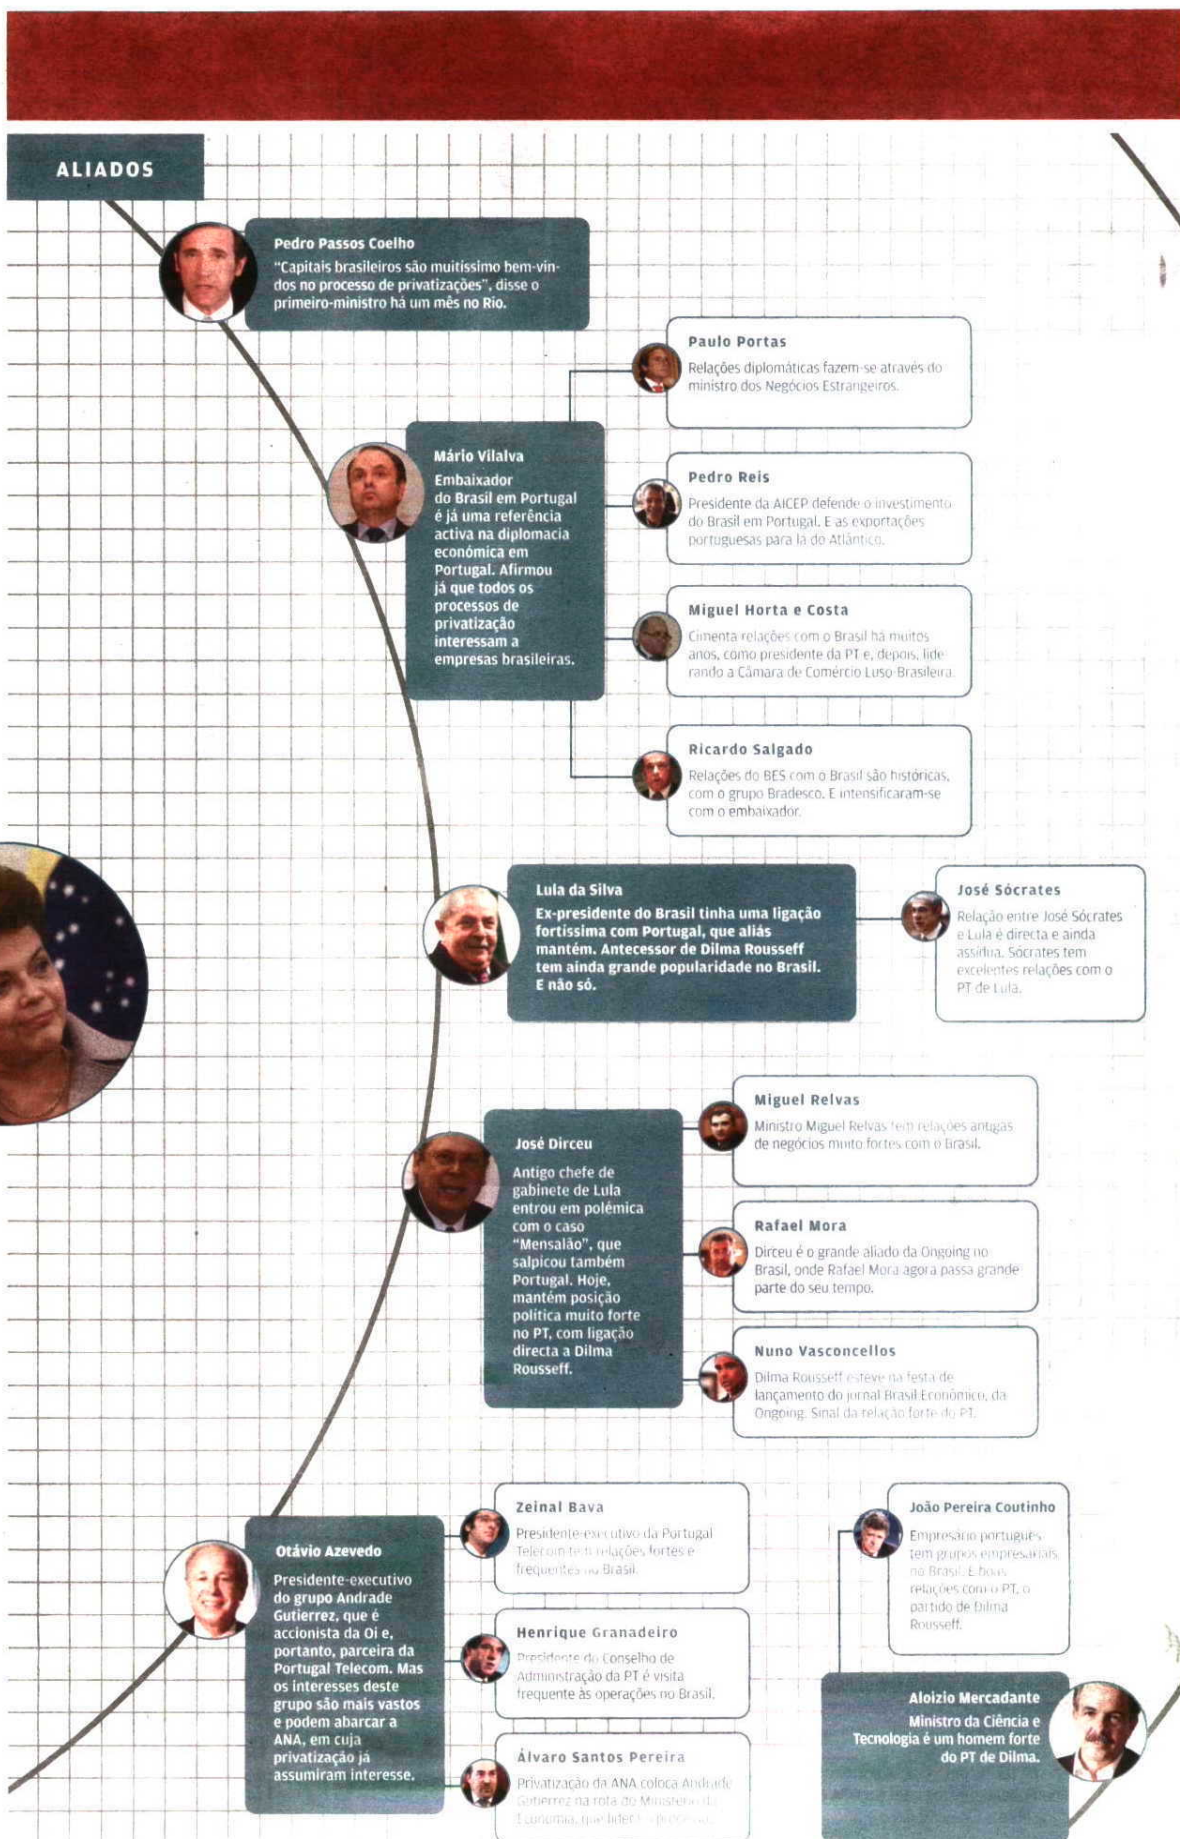 ALIADOS
Pedro Passos Coelho
"Capitais brasileiros são muitíssimo bem-vin-
dos no processo de privatizações", disse o
primeiro-ministro há um mês no Rio.
Paulo Portas
Relações diplomáticas fazem-se através do
ministro dos Negócios Estrangeiros.
Mário Vilalva
Embaixador
do Brasil em Portugal
é já uma referência
activa na diplomacia
económica em
Portugal. Afirmou
já que todos os
processos de
privatização
interessam a
empresas brasileiras.
Pedro Reis
Presidente da AICEP defende o investimento
do Brasil em Portugal. E as exportações
portuguesas para lá do Atlântico.
Miguel Horta e Costa
Cimenta relações com o Brasil há muitos
anos, como presidente da PT e, depois, lide
rando a Câmara de Comércio Luso-Brasileira.
Ricardo Salgado
Relações do BES com o Brasil são históricas,
com o grupo Bradesco. E intensificaram-se
com o embaixador.
Lula da Silva
Ex-presidente do Brasil tinha uma ligação
fortíssima com Portugal, que aliás
mantém. Antecessor de Dilma Rousseff
tem ainda grande popularidade no Brasil.
E não só.
José Sócrates
Relação entre José Sócrates
e Lula é directa e ainda
assídua. Sócrates tem
excelentes relações com o
PT de Lula.
José Dirceu
Antigo chefe de
gabinete de Lula
entrou em polémica
com o caso
"Mensalão", que
salpicou também
Portugal. Hoje,
mantém posição
política muito forte
no PT, com ligação
directa a Dilma
Rousseff.
Miguel Relvas
Ministro Miguel Relvas tem relações antigas
de negócios muito fortes com o Brasil.
Rafael Mora
Dirceu é o grande aliado da Ongoing no
Brasil, onde Rafael Mora agora passa grande
parte do seu tempo.
Nuno Vasconcellos
Dilma Rousseff esteve na festa de
lançamento do jornal Brasil Económico, da
Ongoing. Sinal da relação forte do PT.
Otávio Azevedo
Presidente-executivo
do grupo Andrade
Gutierrez, que é
accionista da Oi e,
portanto, parceira da
Portugal Telecom. Mas
os interesses deste
grupo são mais vastos
e podem abarcar a
ANA, em cuja
privatização já
assumiram interesse.
Zeinal Bava
Presidente-executivo da Portugal
Telecom tem relações fortes e
frequentes no Brasil.
Henrique Granadeiro
Presidente do Conselho de
Administração da PT é visita
frequente às operações no Brasil.
Álvaro Santos Pereira
Privatização da ANA coloca Andrade
Gutierrez na rota do Ministério da
Economia, que lidera o processo.
João Pereira Coutinho
Empresário português
tem grupos empresariais
no Brasil. E boas
relações com o PT, o
partido de Dilma
Rousseff.
Aloizio Mercadante
Ministro da Ciência e
Tecnologia é um homem forte
do PT de Dilma.